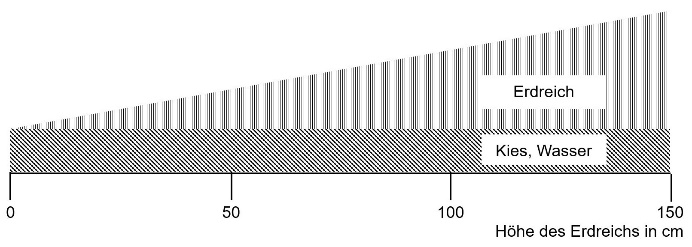 Erdreich
Kies, Wasser
0 50 100 150
Höhe des Erdreichs in cm